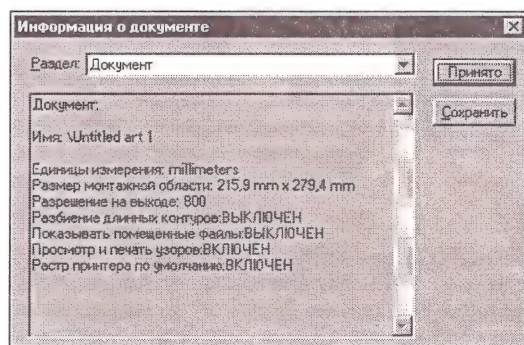 Информация о документе
Раздел: Документ
Принято
Сохранить
Документ:
Имя: \Untitled art 1
Единицы измерения: millimeters
Размер монтажной области: 215,9 mm x 279,4 mm
Разрешение на выходе: 800
Разбиение длинных контуров:ВЫКЛЮЧЕН
Показывать помещенные файлы:ВЫКЛЮЧЕН
Просмотр и печать узоров:ВКЛЮЧЕН
Растр принтера по умолчанию:ВКЛЮЧЕН